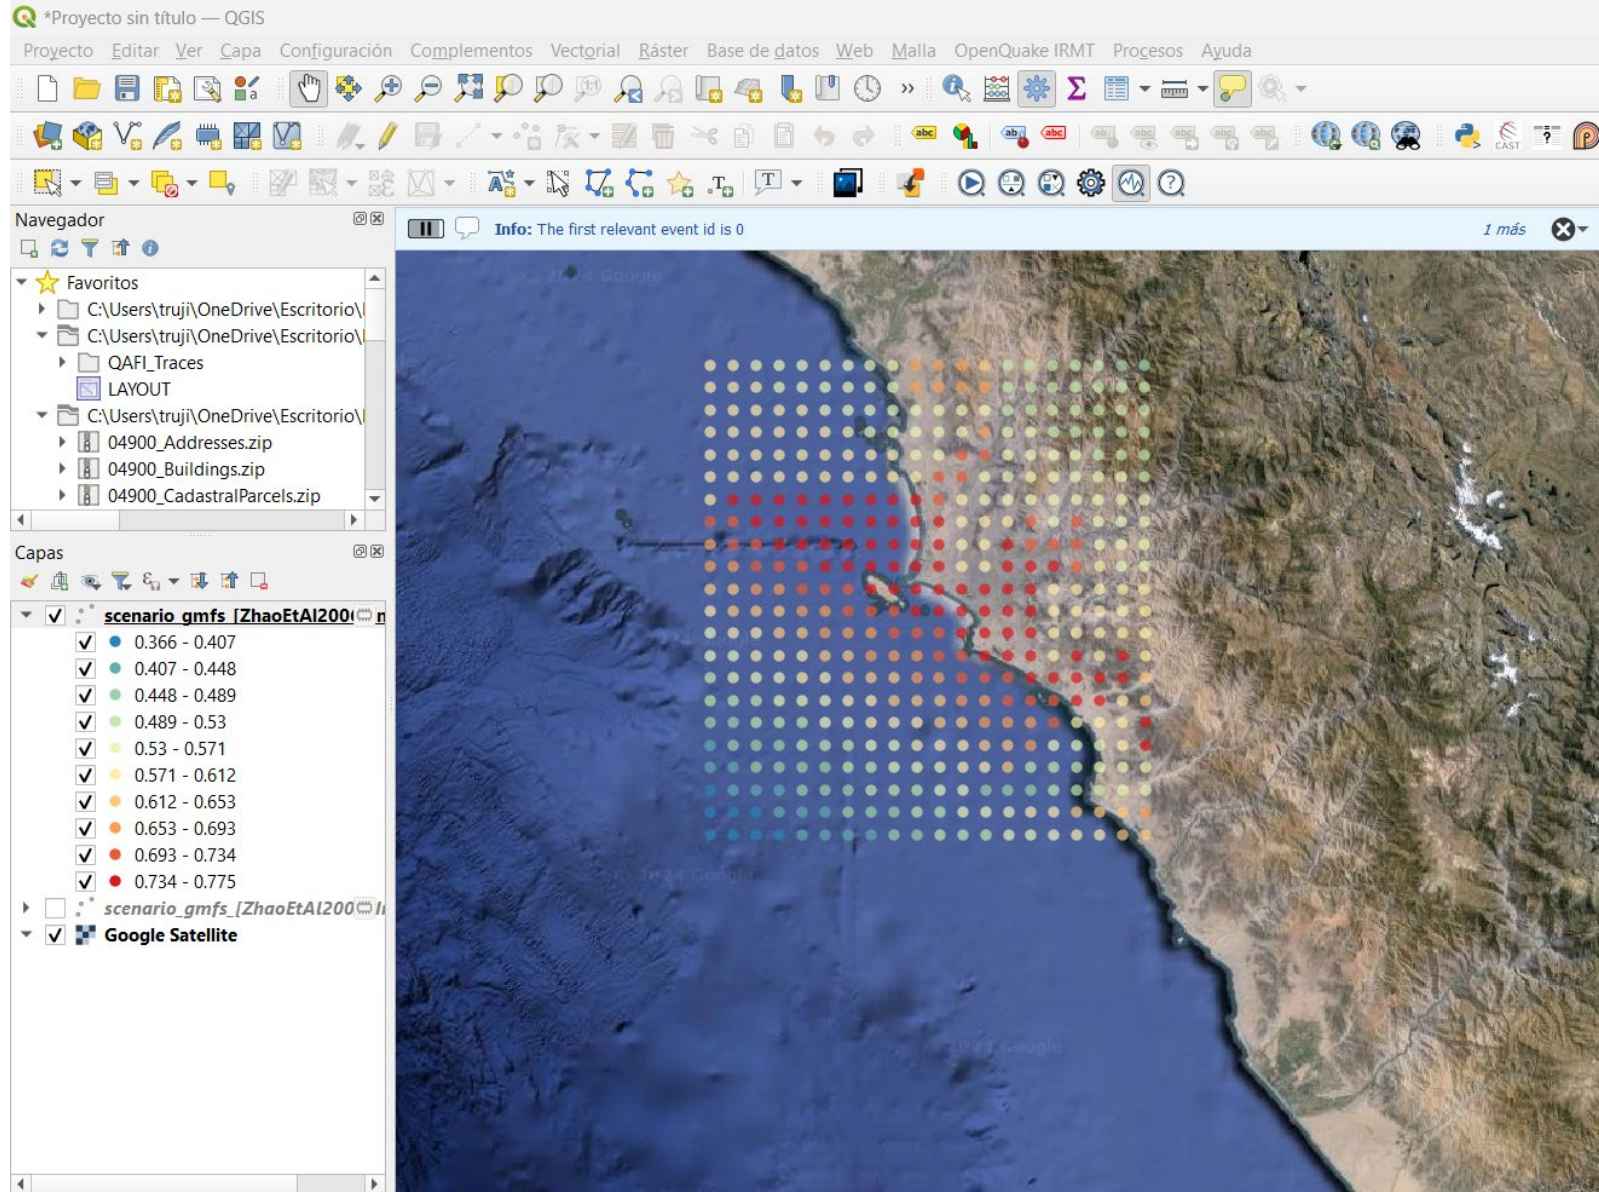 *Proyecto sin título — QGIS
Proyecto Editar Ver Capa Configuración Complementos Vectorial Ráster Base de datos Web Malla OpenQuake IRMT Procesos Ayuda
Navegador
Info: The first relevant event id is 0
1 más
Favoritos
C:\Users\truji\OneDrive\Escritorio\
C:\Users\truji\OneDrive\Escritorio\
QAFI_Traces
LAYOUT
C:\Users\truji\OneDrive\Escritorio\
04900_Addresses.zip
04900_Buildings.zip
04900_CadastralParcels.zip
Capas
scenario_gmfs_[ZhaoEtAl200
0.366 - 0.407
0.407 - 0.448
0.448 - 0.489
0.489 - 0.53
0.53 - 0.571
0.571 - 0.612
0.612 - 0.653
0.653 - 0.693
0.693 - 0.734
0.734 - 0.775
scenario_gmfs_[ZhaoEtAl200
Google Satellite